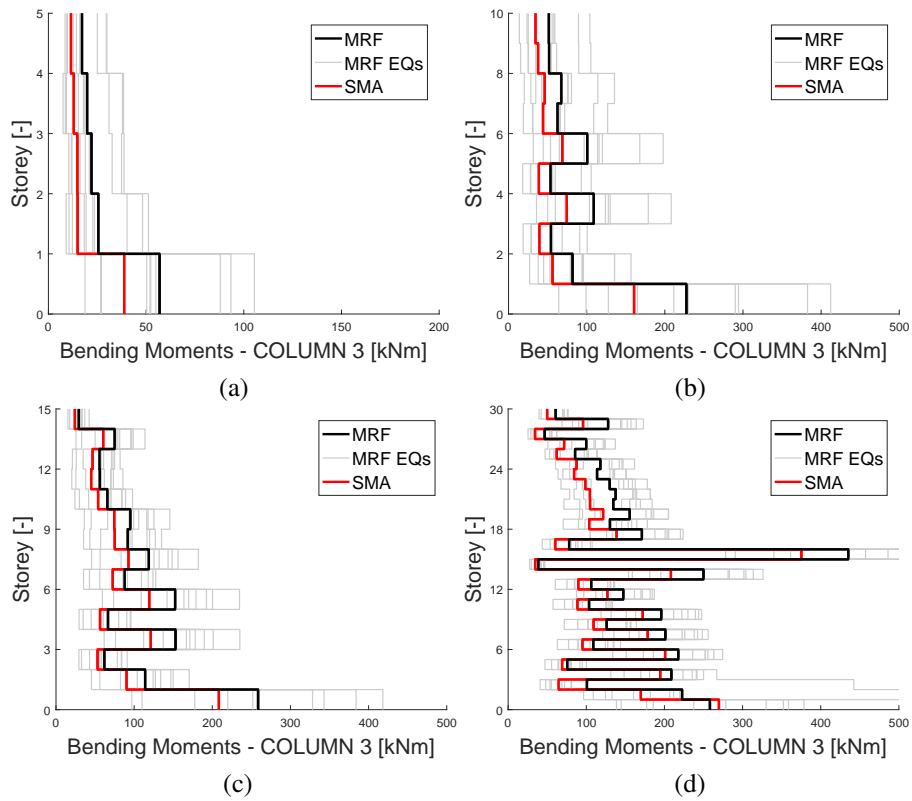 5
4
3
2
1
0
Storey [-]
0 50 100 150 200
Bending Moments - COLUMN 3 [kNm]
MRF
MRF EQs
SMA
(a)
10
8
6
4
2
0
Storey [-]
0 100 200 300 400 500
Bending Moments - COLUMN 3 [kNm]
MRF
MRF EQs
SMA
(b)
15
12
9
6
3
0
Storey [-]
0 100 200 300 400 500
Bending Moments - COLUMN 3 [kNm]
MRF
MRF EQs
SMA
(c)
30
24
18
12
6
0
Storey [-]
0 100 200 300 400 500
Bending Moments - COLUMN 3 [kNm]
MRF
MRF EQs
SMA
(d)